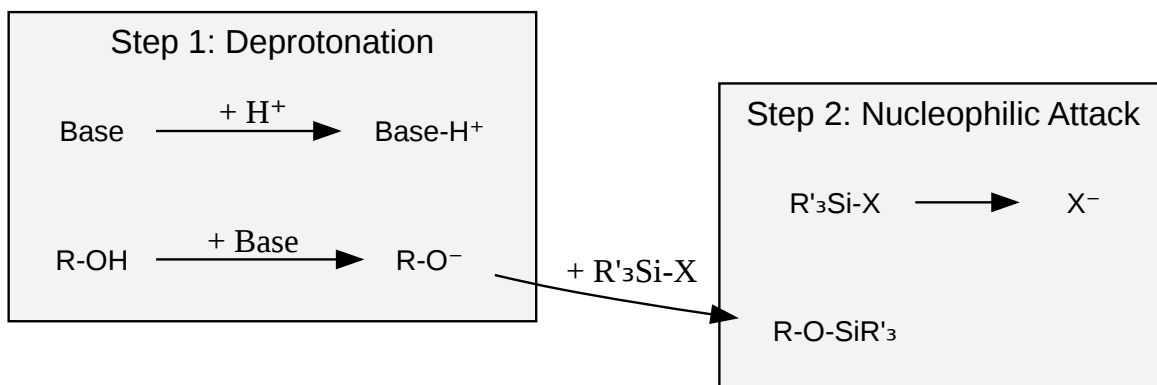 Step 1: Deprotonation
+ H⁺
Base
Base-H⁺
+ Base
R-OH
R-O⁻
+ R'₃Si-X
Step 2: Nucleophilic Attack
R'₃Si-X
X⁻
R-O-SiR'₃